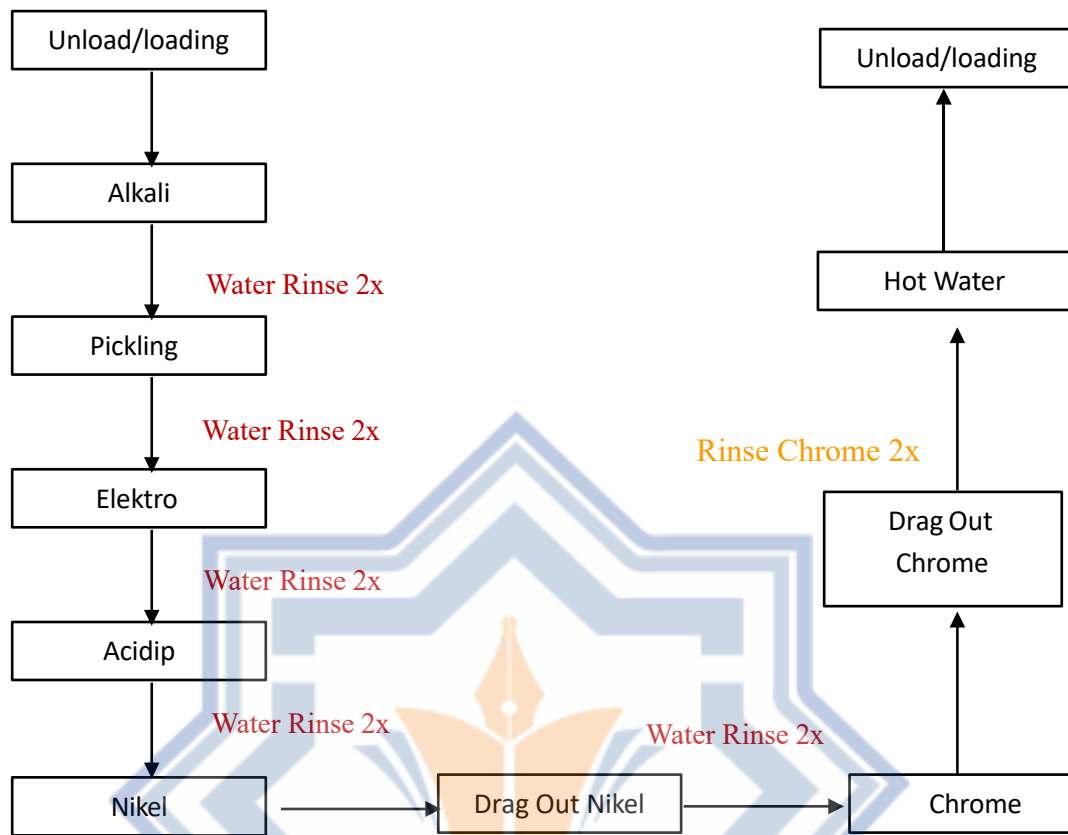 Unload/loading
Alkali
Water Rinse 2x
Pickling
Water Rinse 2x
Elektro
Water Rinse 2x
Acidip
Water Rinse 2x
Nikel
Drag Out Nikel
Water Rinse 2x
Chrome
Drag Out
Chrome
Rinse Chrome 2x
Hot Water
Unload/loading